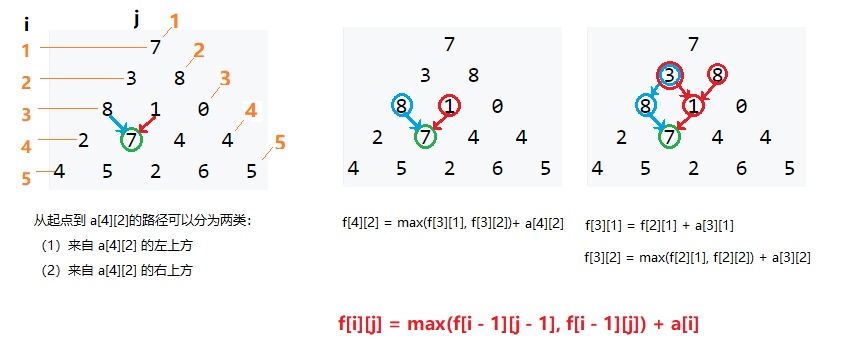 i j 1
1 7 2
2 3 8 3
3 8 1 0 4
4 2 7 4 4 5
5 4 5 2 6 5
从起点到 a[4][2]的路径可以分为两类：
（1）来自 a[4][2] 的左上方
（2）来自 a[4][2] 的右上方
7
3 8
8 1 0
2 7 4 4
4 5 2 6 5
f[4][2] = max(f[3][1], f[3][2])+ a[4][2]
7
3 8
8 1 0
2 7 4 4
4 5 2 6 5
f[3][1] = f[2][1] + a[3][1]
f[3][2] = max(f[2][1], f[2][2]) + a[3][2]
f[i][j] = max(f[i - 1][j - 1], f[i - 1][j]) + a[i]